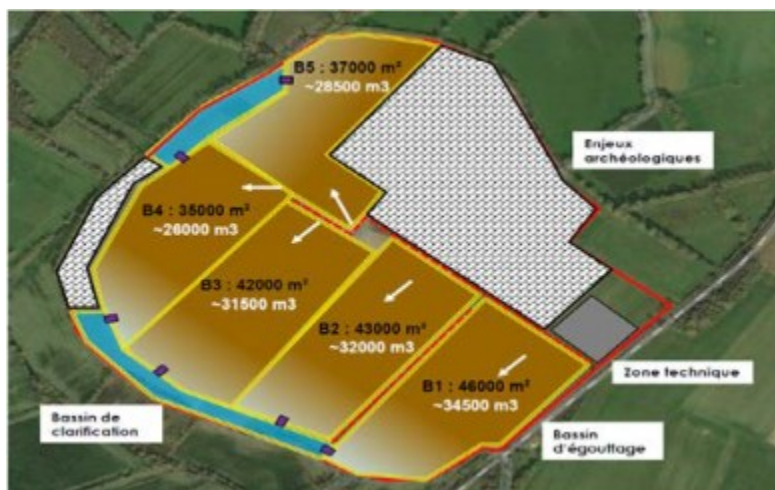 B5 : 37000 m²
~28500 m3
Enjeux
archéologiques
B4 : 35000 m²
~26000 m3
B3 : 42000 m²
~31500 m3
B2 : 43000 m²
~32000 m3
B1 : 46000 m²
~34500 m3
Zone technique
Bassin de
clarification
Bassin
d'égouttage